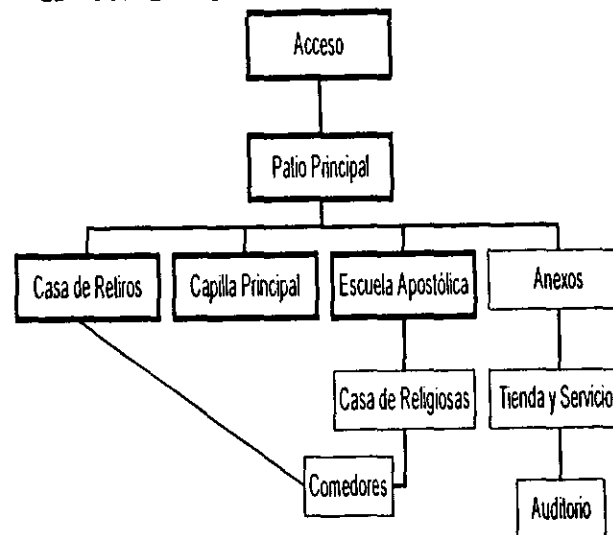 Acceso
Patio Principal
Casa de Retiros
Capilla Principal
Escuela Apostólica
Anexos
Casa de Religiosas
Tienda y Servicio
Comedores
Auditorio